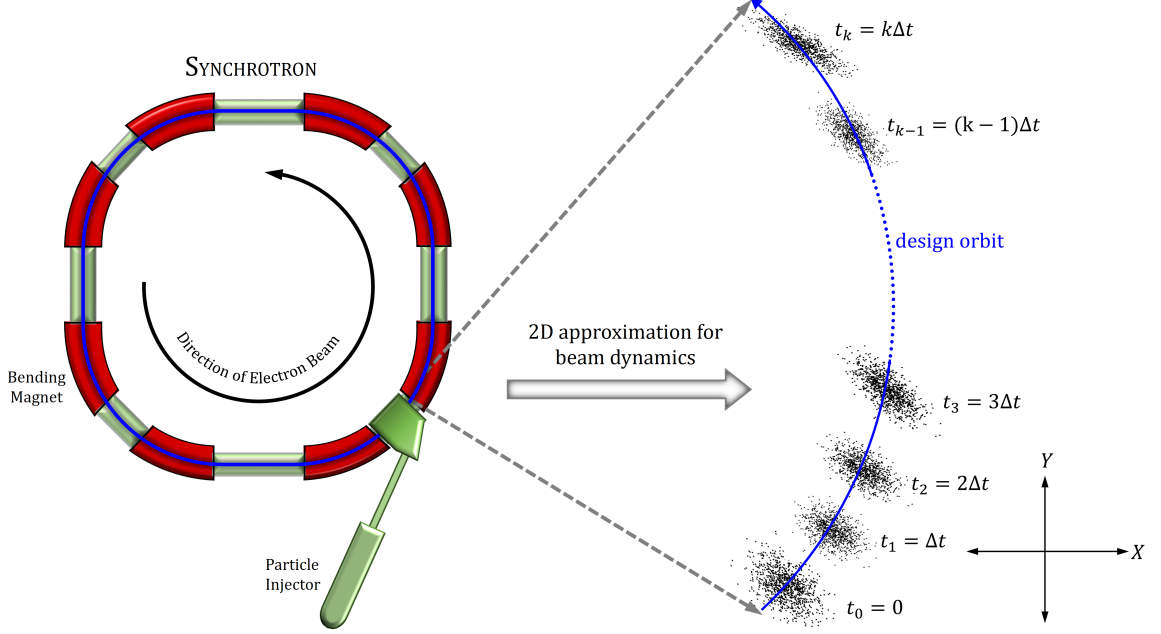 SYNCHROTRON
Direction of Electron Beam
Bending
Magnet
Particle
Injector
2D approximation for
beam dynamics
t_k = kΔt
t_{k−1} = (k − 1)Δt
design orbit
t_3 = 3Δt
t_2 = 2Δt
t_1 = Δt
t_0 = 0
Y
X